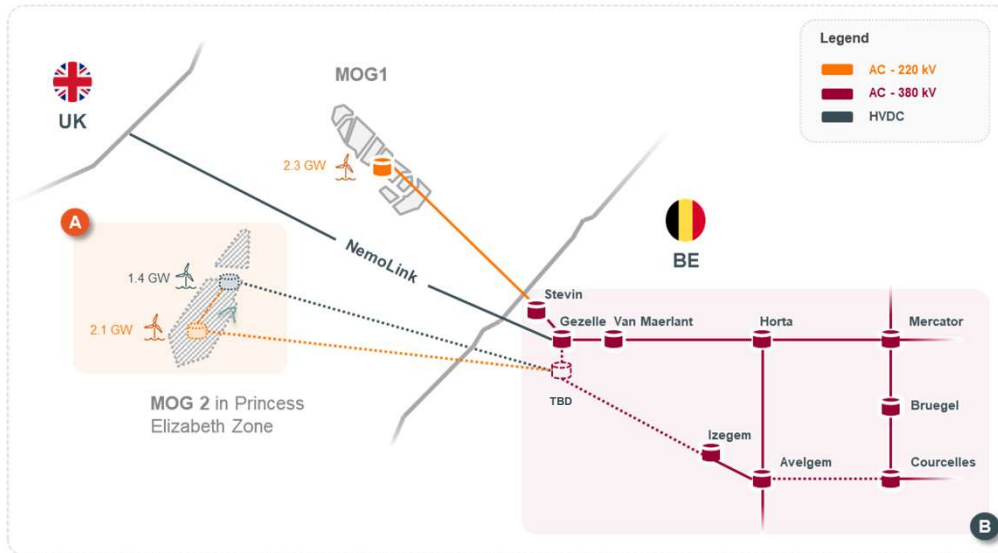 Legend
AC - 220 kV
AC - 380 kV
HVDC
UK
MOG1
2.3 GW
A
BE
NemoLink
1.4 GW
2.1 GW
MOG 2 in Princess
Elizabeth Zone
Stevin
Gezelle
Van Maerlant
Horta
Mercator
TBD
Bruegel
Izegem
Avelgem
Courcelles
B